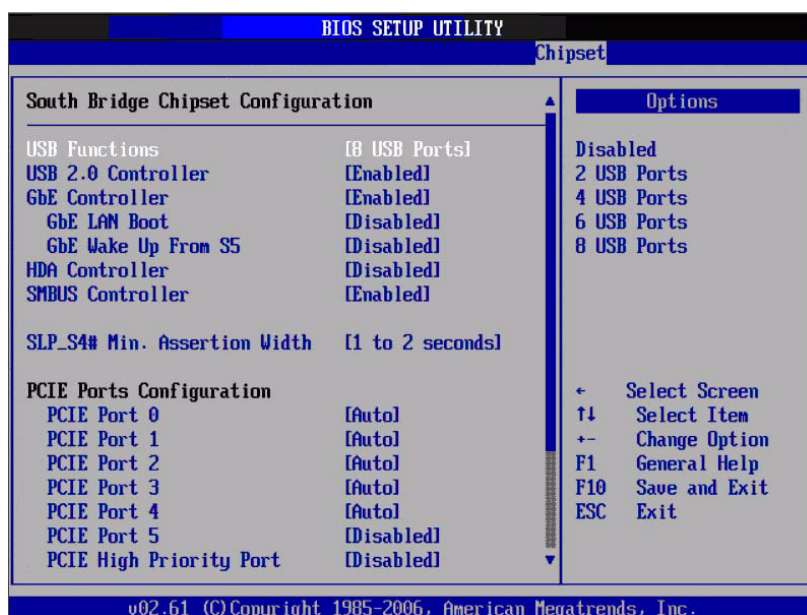 BIOS SETUP UTILITY
Chipset
South Bridge Chipset Configuration
USB Functions [8 USB Ports]
USB 2.0 Controller [Enabled]
GbE Controller [Enabled]
GbE LAN Boot [Disabled]
GbE Wake Up From S5 [Disabled]
HDA Controller [Disabled]
SMBUS Controller [Enabled]
SLP_S4# Min. Assertion Width [1 to 2 seconds]
PCIE Ports Configuration
PCIE Port 0 [Auto]
PCIE Port 1 [Auto]
PCIE Port 2 [Auto]
PCIE Port 3 [Auto]
PCIE Port 4 [Auto]
PCIE Port 5 [Disabled]
PCIE High Priority Port [Disabled]
Options
Disabled
2 USB Ports
4 USB Ports
6 USB Ports
8 USB Ports
← Select Screen
↑↓ Select Item
+- Change Option
F1 General Help
F10 Save and Exit
ESC Exit
v02.61 (C)Copyright 1985-2006, American Megatrends, Inc.